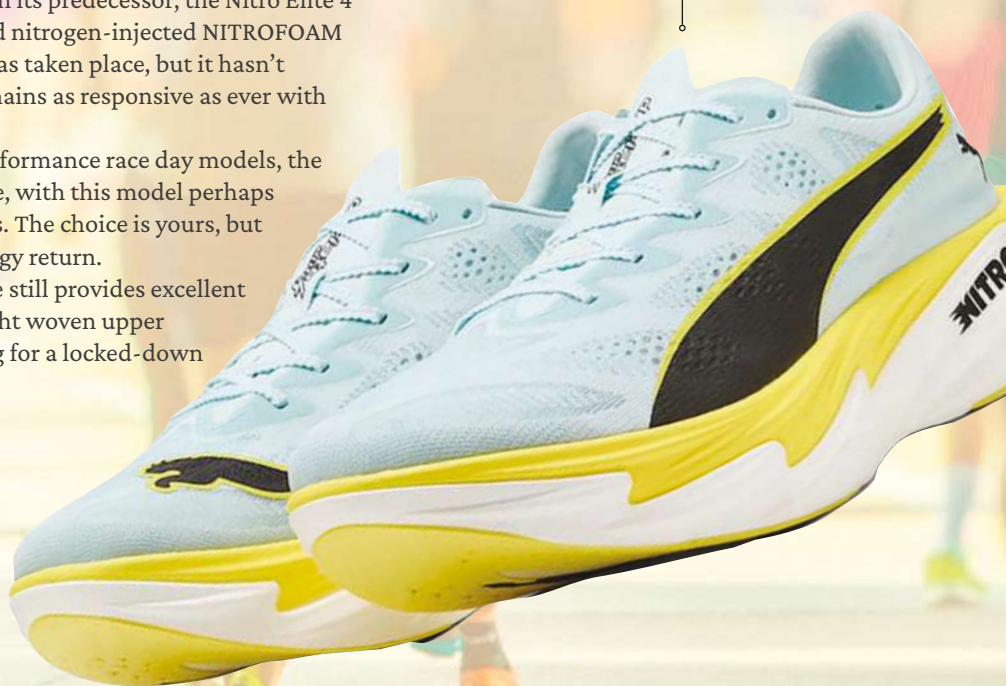 its predecessor, the Nitro Elite 4
nitrogen-injected NITROFOAM
as taken place, but it hasn’t
ains as responsive as ever with
formance race day models, the
, with this model perhaps
. The choice is yours, but
gy return.
still provides excellent
ht woven upper
for a locked-down
NITRO